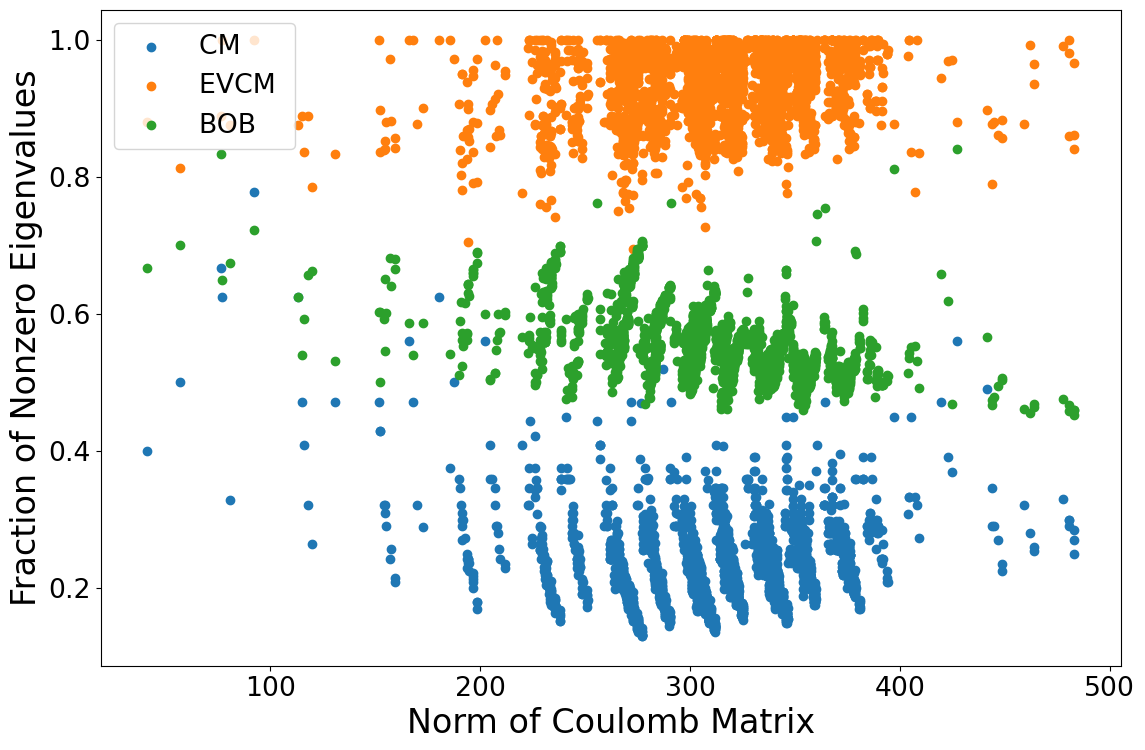 Fraction of Nonzero Eigenvalues
1.0
0.8
0.6
0.4
0.2
CM
EVCM
BOB
100
200
300
400
500
Norm of Coulomb Matrix